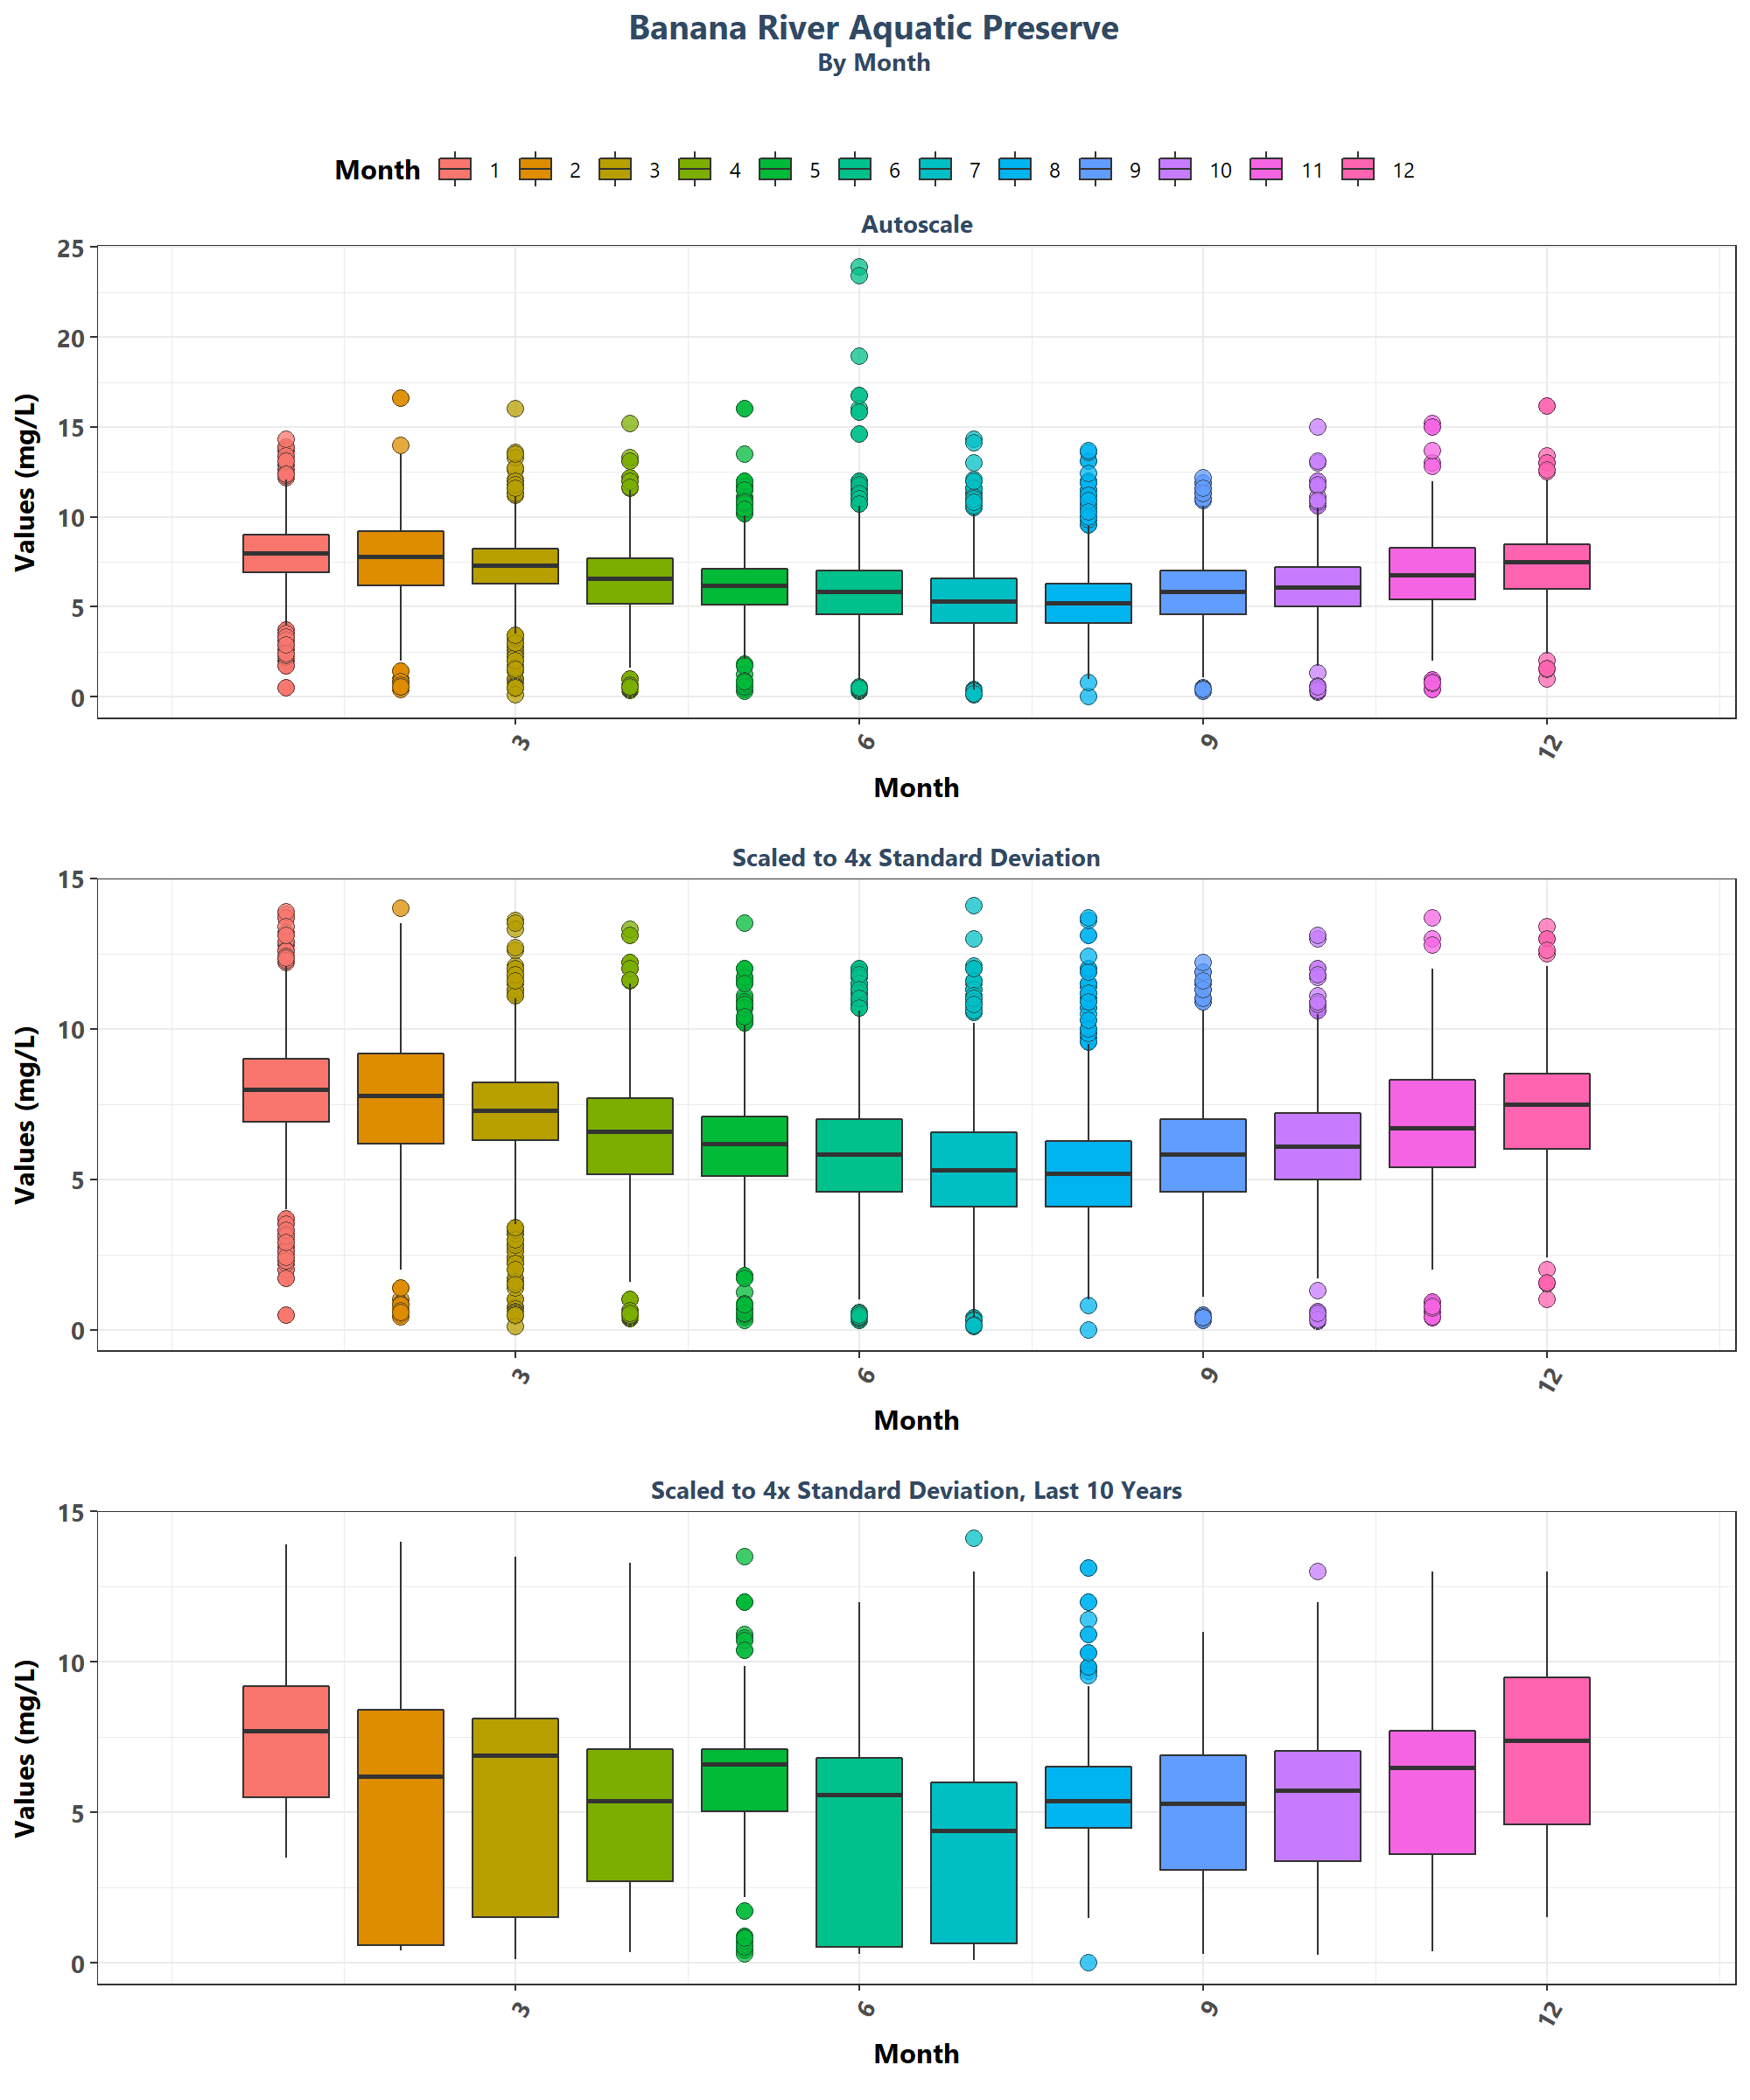 Banana River Aquatic Preserve
By Month
Month 1 2 3 4 5 6 7 8 9 10 11 12
Autoscale
Values (mg/L)
25
20
15
10
5
0
3 6 9 12
Month
Scaled to 4x Standard Deviation
Values (mg/L)
15
10
5
0
3 6 9 12
Month
Scaled to 4x Standard Deviation, Last 10 Years
Values (mg/L)
15
10
5
0
3 6 9 12
Month